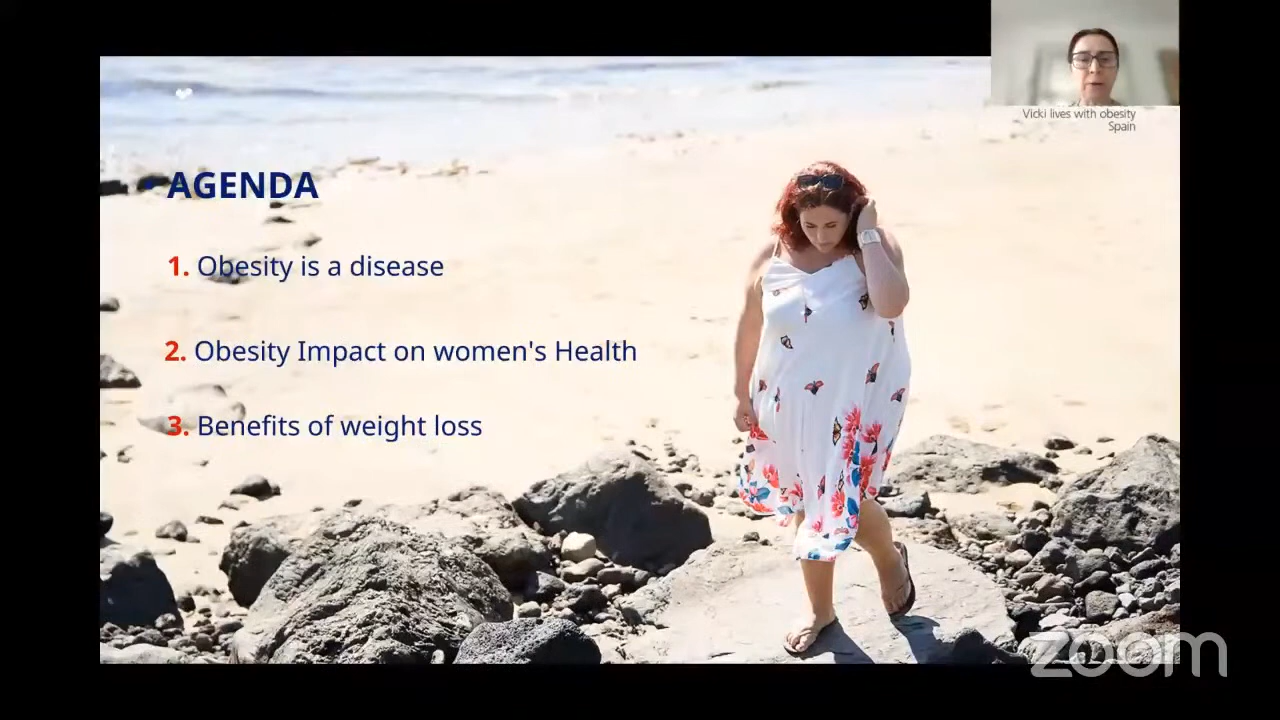 Vicki lives with obesity
Spain
• AGENDA
1. Obesity is a disease
2. Obesity Impact on women's Health
3. Benefits of weight loss
zoom